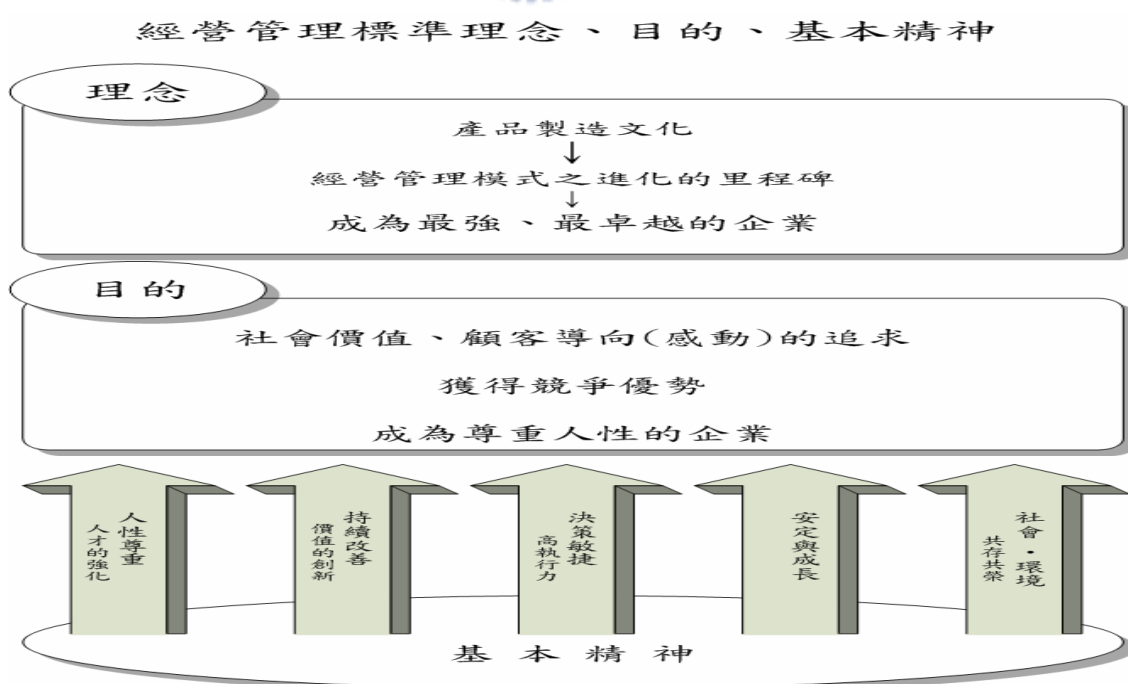 經營管理標準理念、目的、基本精神
理念
產品製造文化
↓
經營管理模式之進化的里程碑
↓
成為最強、最卓越的企業
目的
社會價值、顧客導向(感動)的追求
獲得競爭優勢
成為尊重人性的企業
人性尊重
人才的強化
持續改善
價值的創新
決策敏捷
高執行力
安定與成長
社會・環境
共存共榮
基本精神